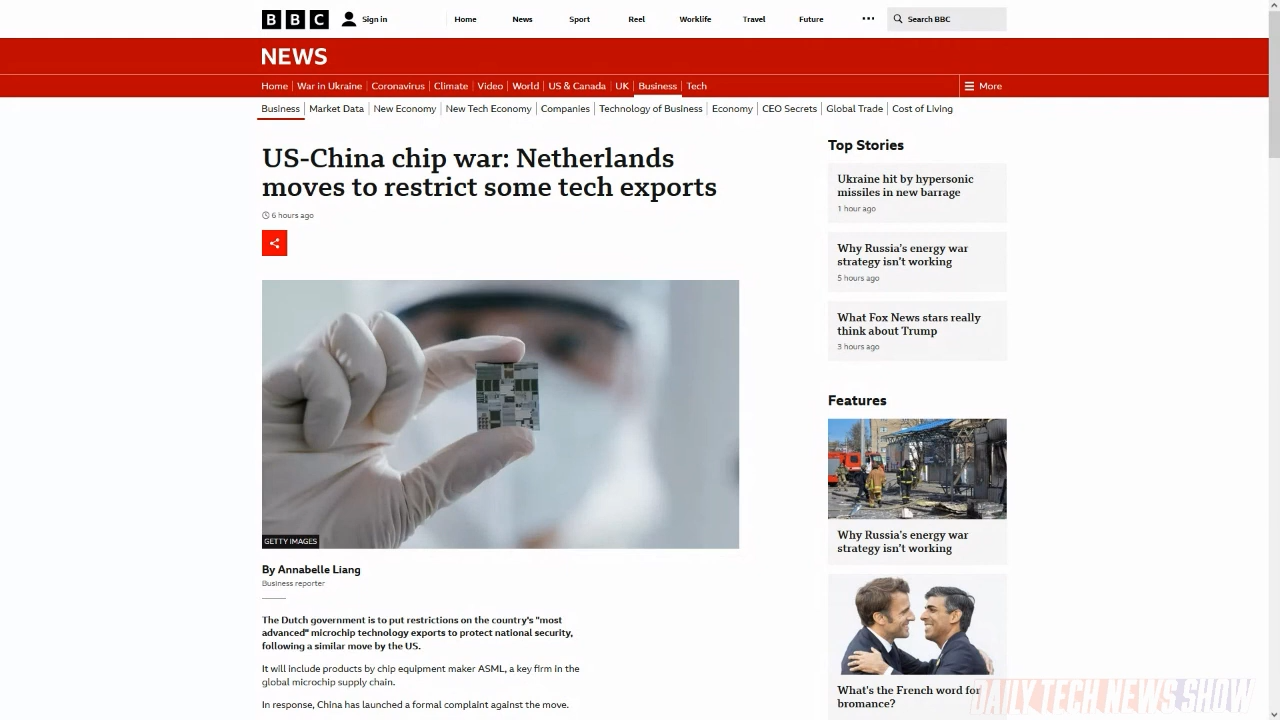 BBC Sign in Home News Sport Reel Worklife Travel Future ... Search BBC
NEWS
Home War in Ukraine Coronavirus Climate Video World US & Canada UK Business Tech More
Business Market Data New Economy New Tech Economy Companies Technology of Business Economy CEO Secrets Global Trade Cost of Living
US-China chip war: Netherlands
moves to restrict some tech exports
6 hours ago
GETTY IMAGES
By Annabelle Liang
Business reporter
The Dutch government is to put restrictions on the country's "most
advanced" microchip technology exports to protect national security,
following a similar move by the US.
It will include products by chip equipment maker ASML, a key firm in the
global microchip supply chain.
In response, China has launched a formal complaint against the move.
Top Stories
Ukraine hit by hypersonic
missiles in new barrage
1 hour ago
Why Russia's energy war
strategy isn't working
5 hours ago
What Fox News stars really
think about Trump
3 hours ago
Features
Why Russia's energy war
strategy isn't working
What's the French word for
bromance?
DAILY TECH NEWS SHOW